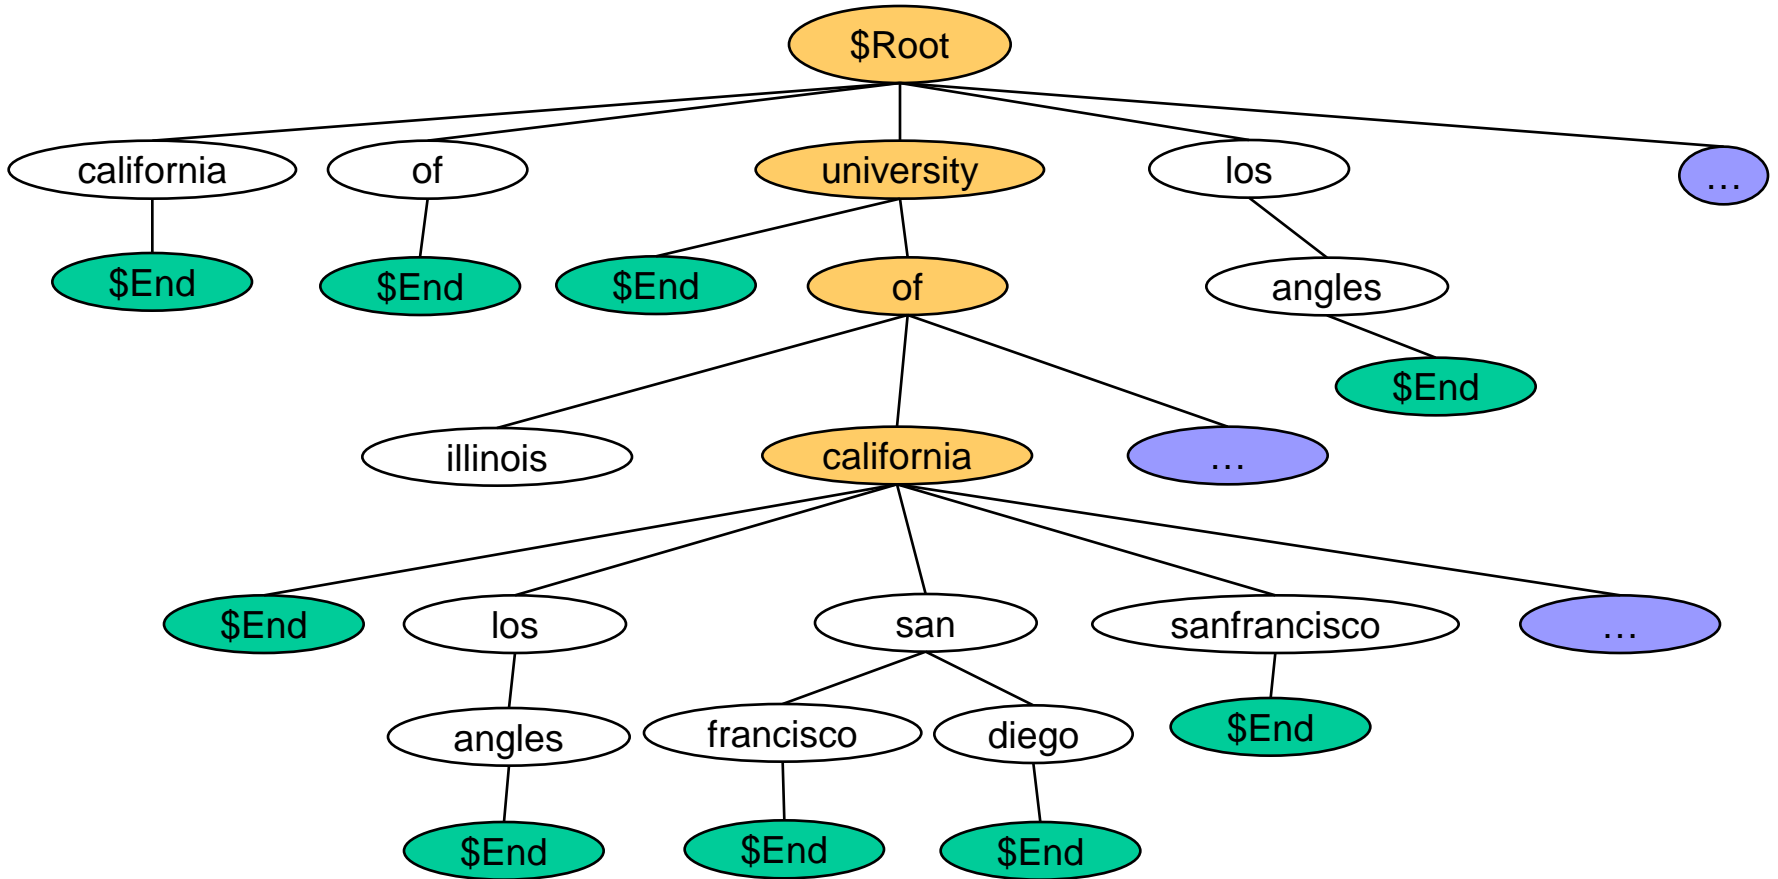 $Root
california
of
university
los
…
$End
$End
$End
of
angles
$End
illinois
california
…
$End
los
san
sanfrancisco
…
angles
francisco
diego
$End
$End
$End
$End